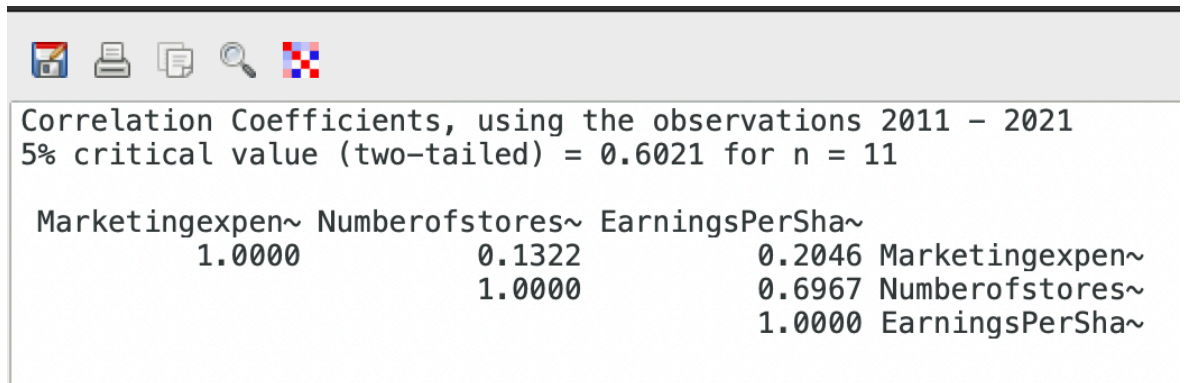 Correlation Coefficients, using the observations 2011 – 2021
5% critical value (two-tailed) = 0.6021 for n = 11
Marketingexpen~ Numberofstores~ EarningsPerSha~
1.0000 0.1322 0.2046 Marketingexpen~
1.0000 0.6967 Numberofstores~
1.0000 EarningsPerSha~